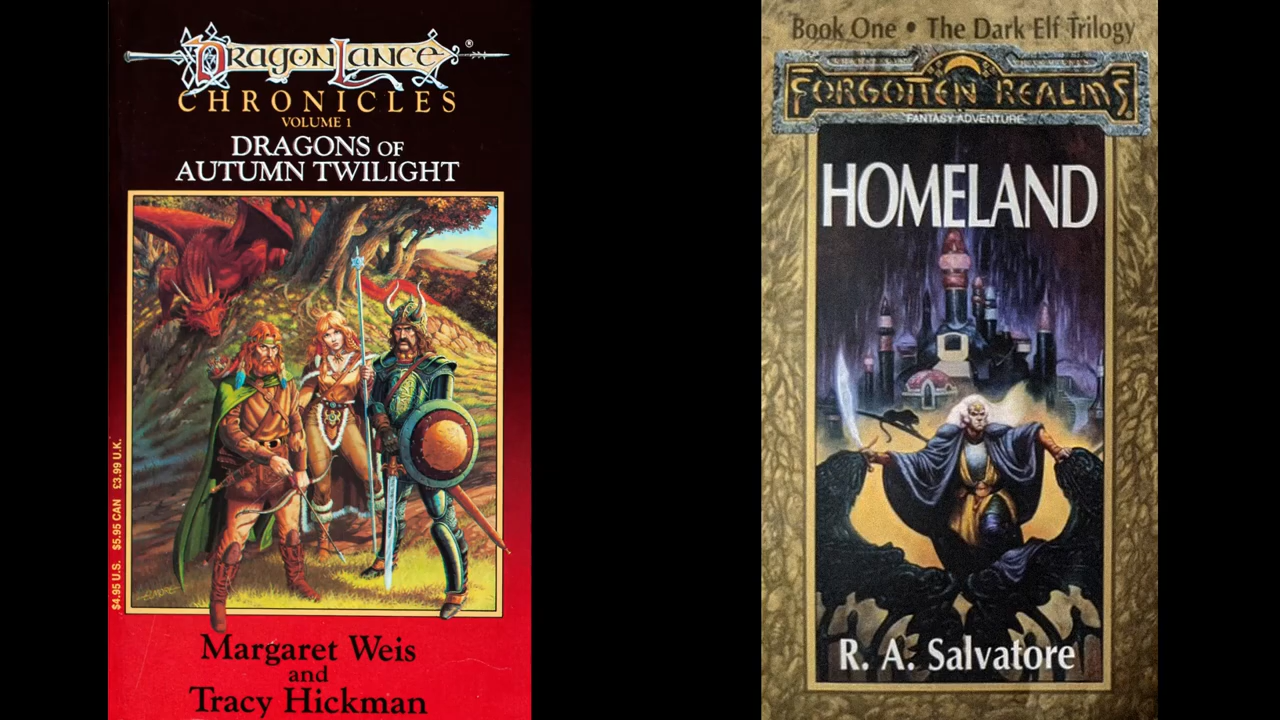 DRAGONLANCE®
CHRONICLES
VOLUME 1
DRAGONS OF
AUTUMN TWILIGHT
$4.95 U.S. $5.95 CAN £3.99 U.K.
ELMORE
Margaret Weis
and
Tracy Hickman
Book One • The Dark Elf Trilogy
FORGOTTEN REALMS®
FANTASY ADVENTURE
HOMELAND
R. A. Salvatore